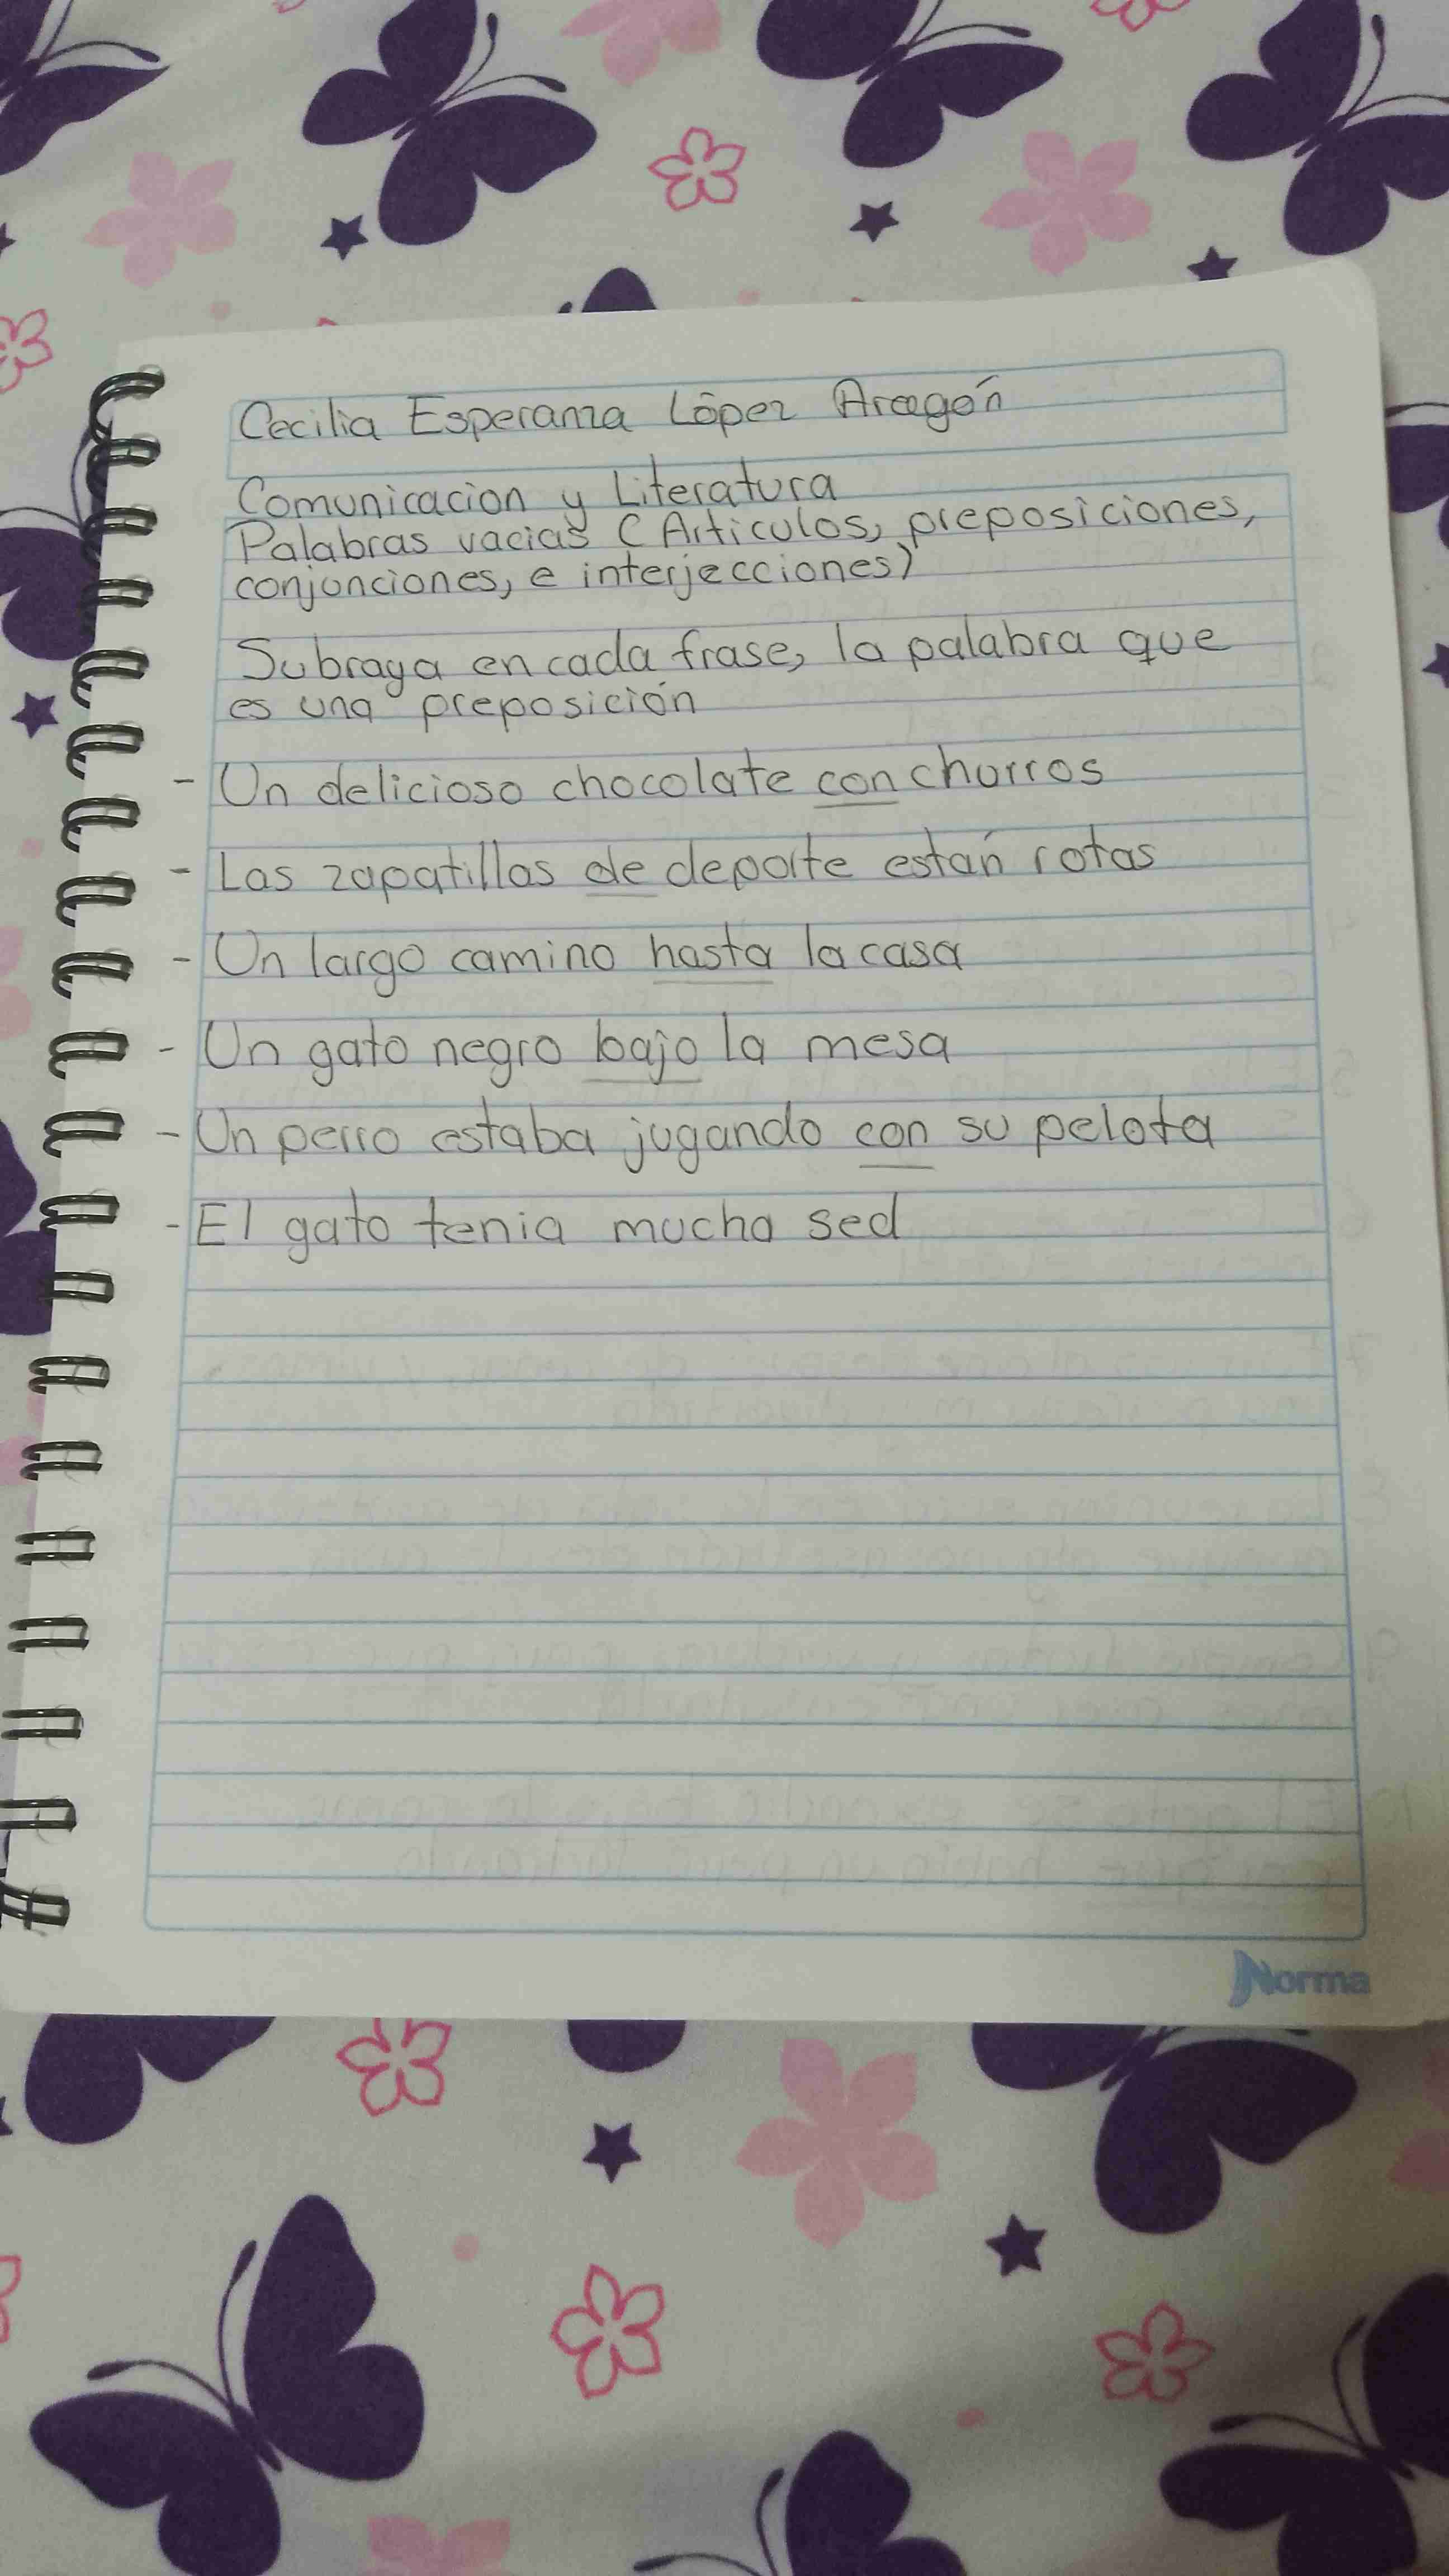 Cecilia Esperanza López Aragón
Comunicacion y Literatura
Palabras vacias (Articulos, preposiciones,
conjunciones, e interjecciones)
Subraya en cada frase, la palabra que
es una preposición
- Un delicioso chocolate con churros
- Las zapatillas de deporte están rotas
- Un largo camino hasta la casa
- Un gato negro bajo la mesa
- Un perro estaba jugando con su pelota
- El gato tenia mucha sed
Norma